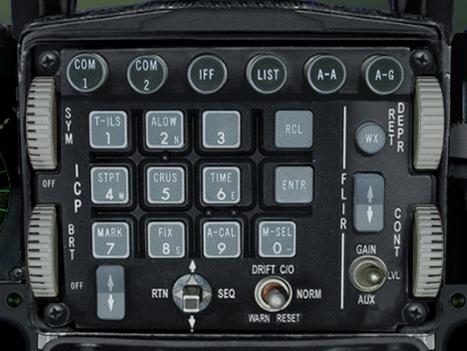 COM 1
COM 2
IFF
LIST
A-A
A-G
SYM
T-ILS 1
ALOW 2 N
3
RCL
WX
RET DEPR
OFF
ICP
STPT 4 W
CRUS 5
TIME 6 E
ENTR
FLIR
BRT
MARK 7
FIX 8 S
A-CAL 9
M-SEL 0 -
CONT
OFF
RTN
SEQ
DRIFT C/O
NORM
WARN RESET
GAIN
LVL
AUX